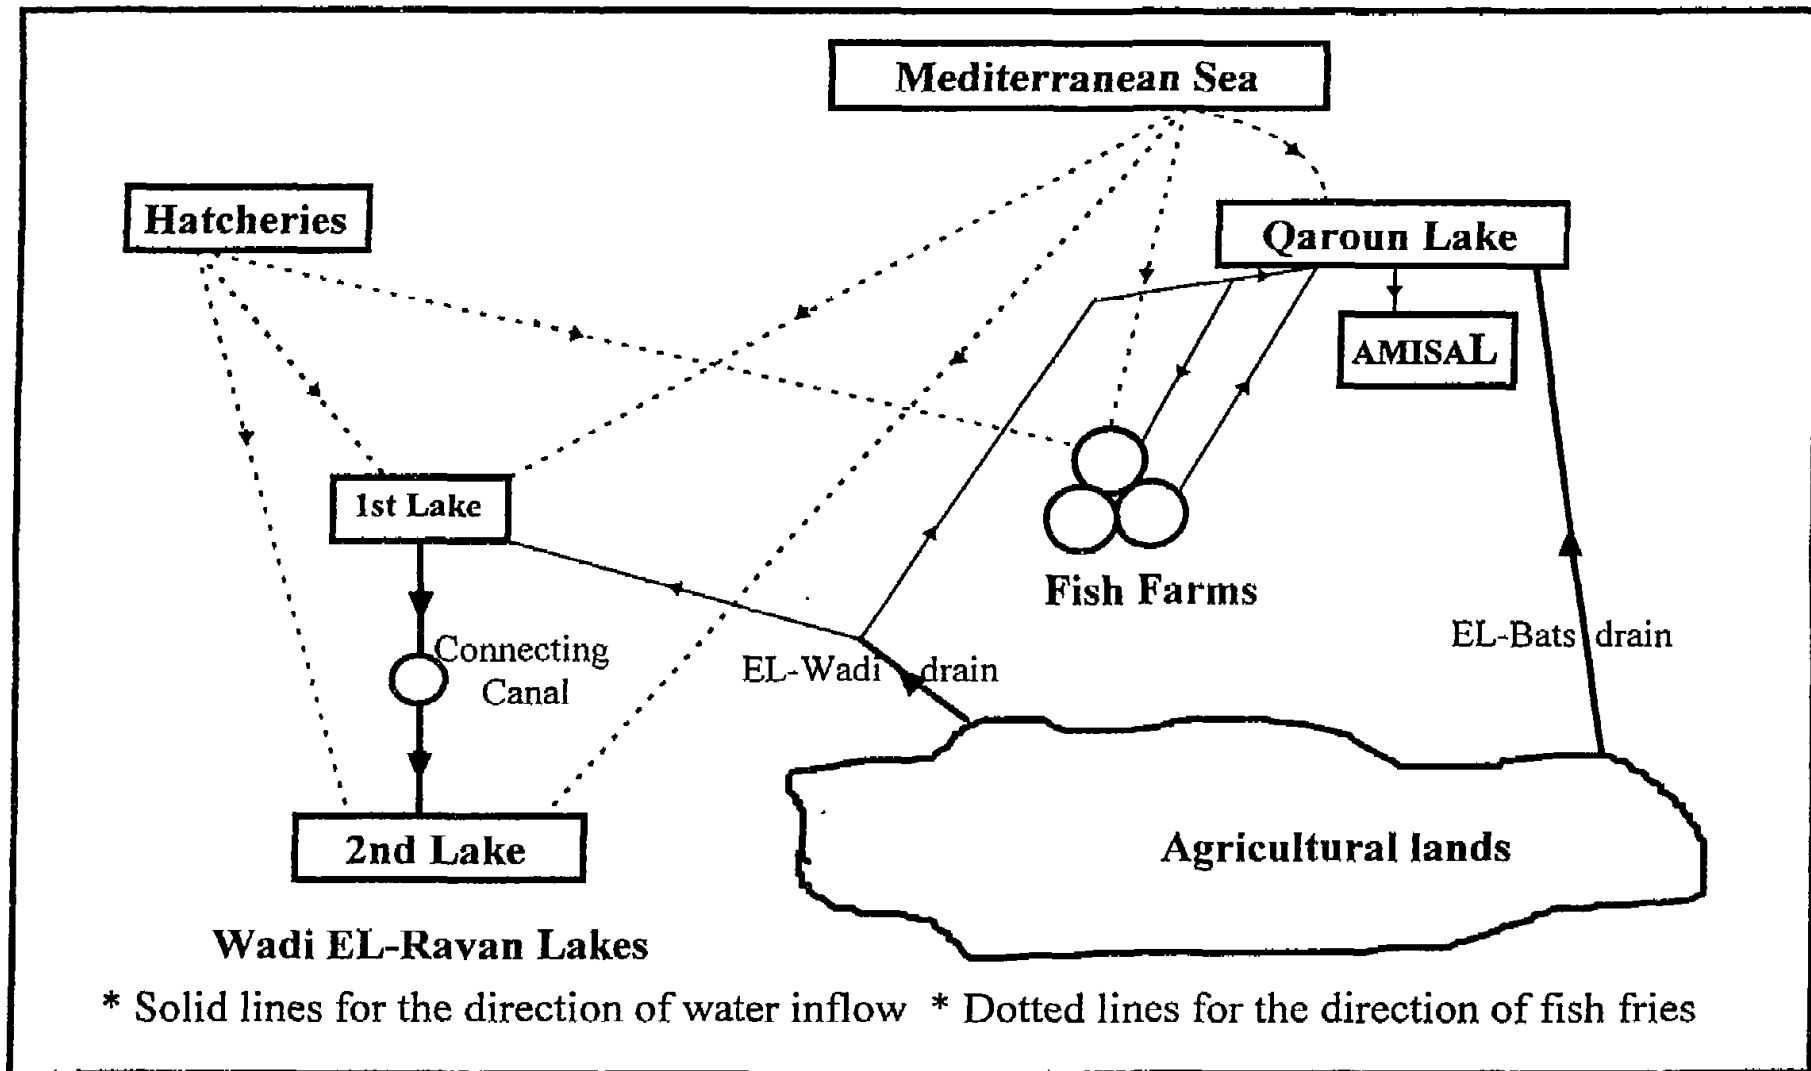 Mediterranean Sea
Hatcheries
Qaroun Lake
AMISAL
1st Lake
Fish Farms
EL-Bats drain
Connecting
Canal
EL-Wadi drain
2nd Lake
Agricultural lands
Wadi EL-Ravan Lakes
* Solid lines for the direction of water inflow * Dotted lines for the direction of fish fries